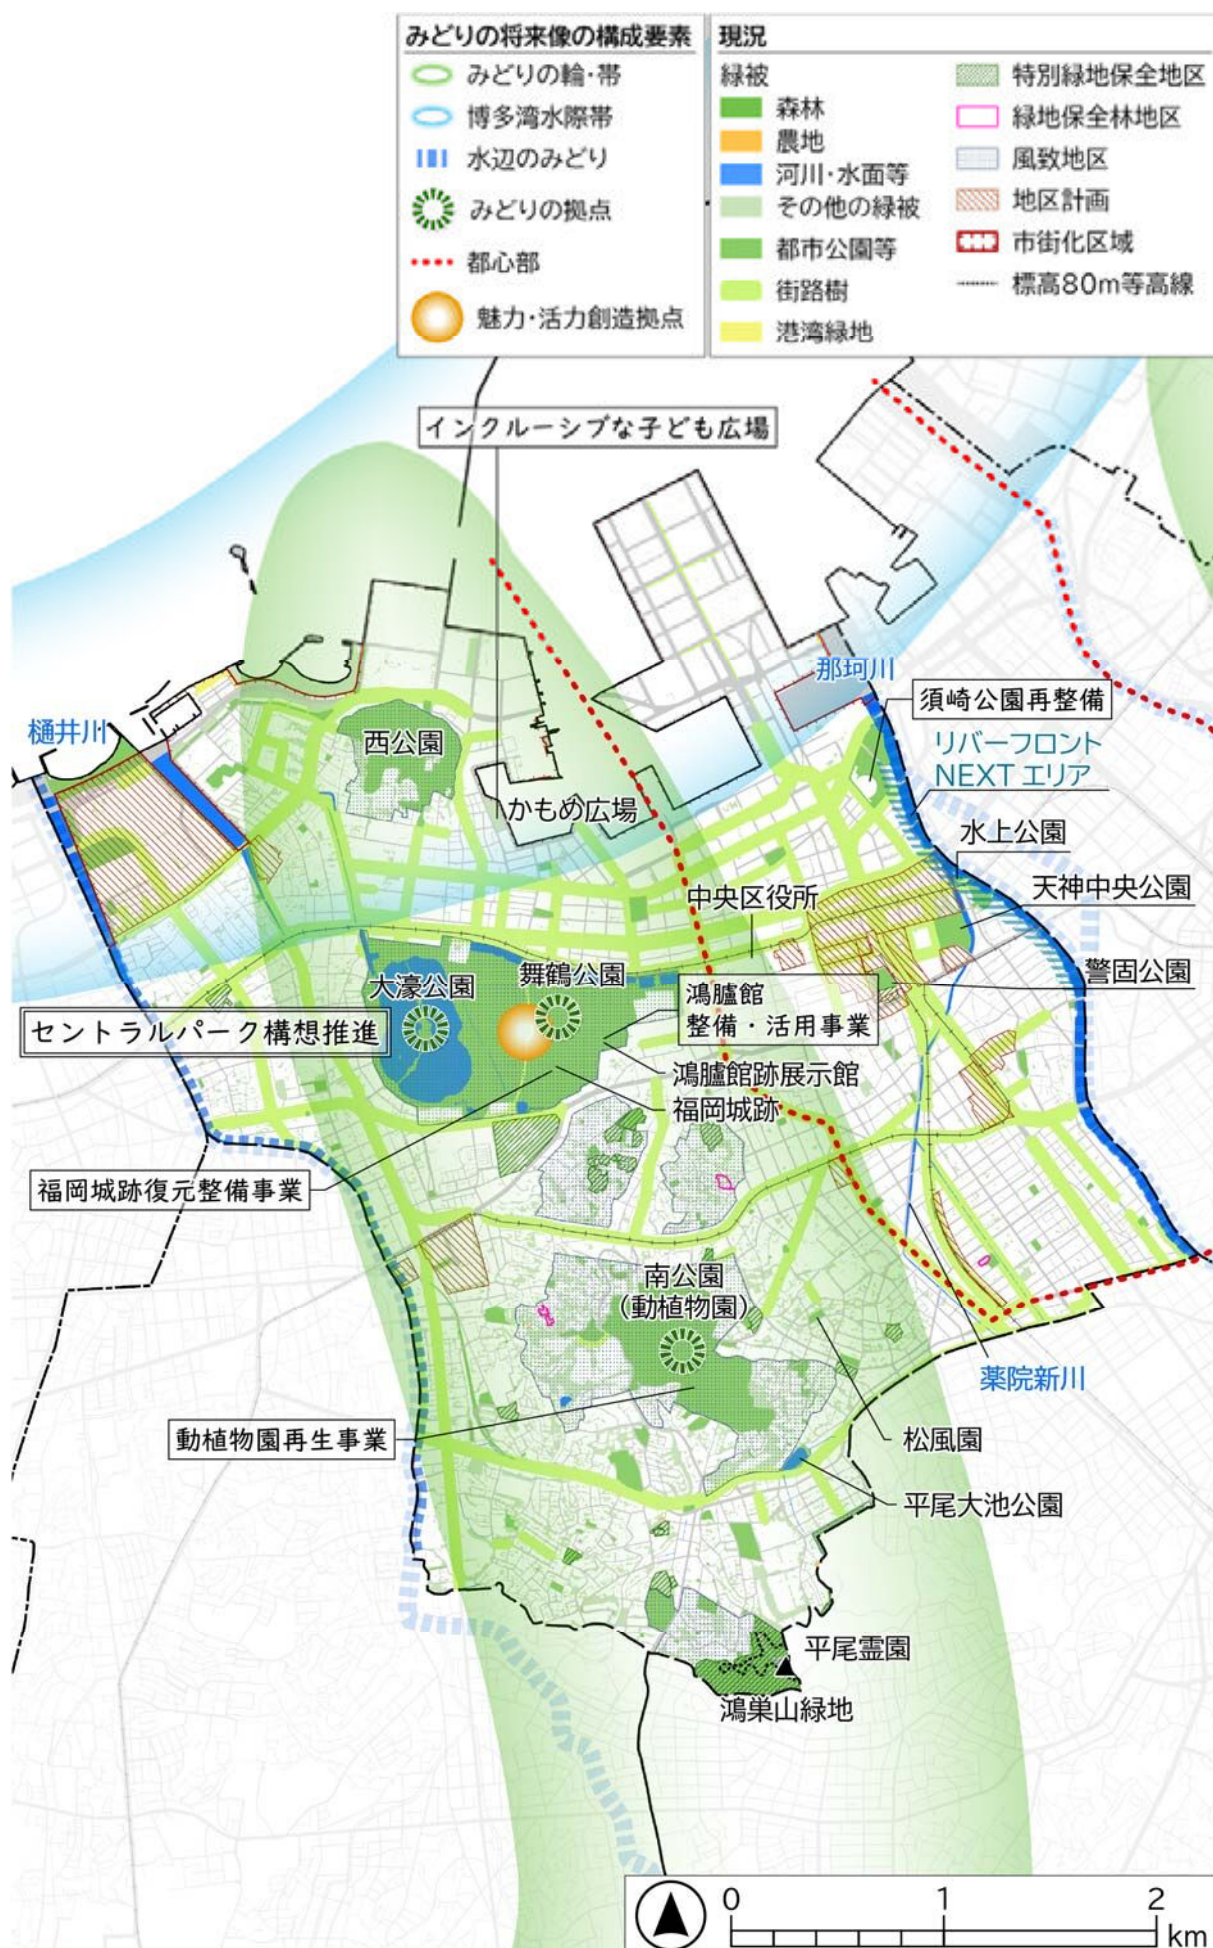 みどりの将来像の構成要素
みどりの輪・帯
博多湾水際帯
水辺のみどり
みどりの拠点
都心部
魅力・活力創造拠点
現況
緑被
森林
農地
河川・水面等
その他の緑被
都市公園等
街路樹
港湾緑地
特別緑地保全地区
緑地保全林地区
風致地区
地区計画
市街化区域
標高80m等高線
インクルーシブな子ども広場
那珂川
須崎公園再整備
樋井川
西公園
リバーフロント
NEXTエリア
かもめ広場
水上公園
中央区役所
天神中央公園
警固公園
大濠公園
舞鶴公園
鴻臚館
整備・活用事業
セントラルパーク構想推進
鴻臚館跡展示館
福岡城跡
福岡城跡復元整備事業
南公園
(動植物園)
薬院新川
動植物園再生事業
松風園
平尾大池公園
平尾霊園
鴻巣山緑地
0 1 2
km